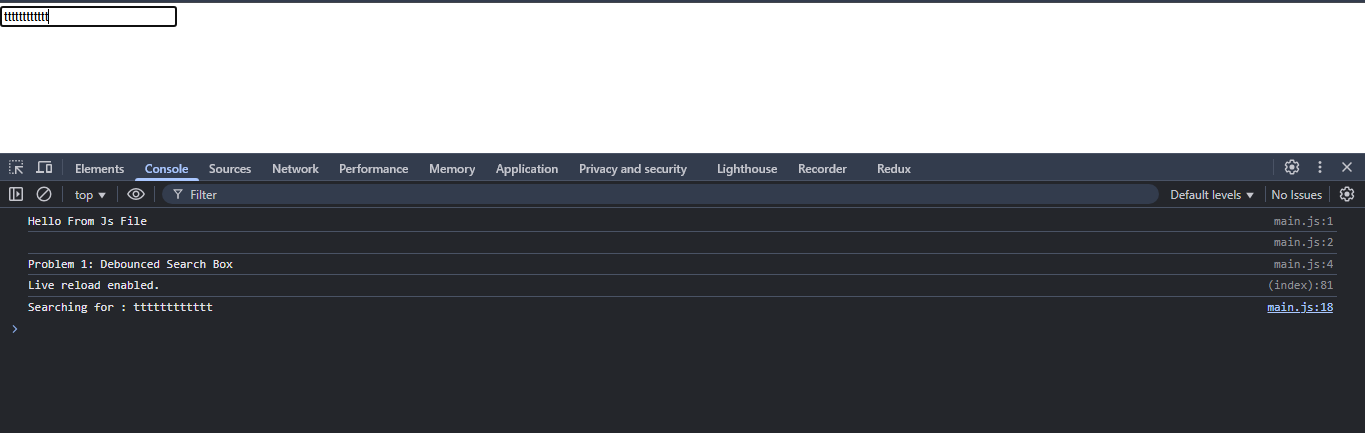 tttttttttttt
Elements Console Sources Network Performance Memory Application Privacy and security Lighthouse Recorder Redux
top Filter Default levels No Issues
Hello From Js File main.js:1
main.js:2
Problem 1: Debounced Search Box main.js:4
Live reload enabled. (index):81
Searching for : tttttttttttt main.js:18